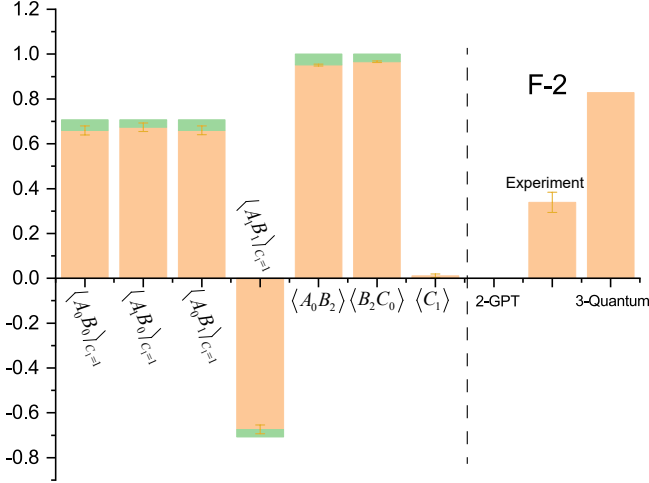 1.2
1.0
0.8
0.6
0.4
0.2
0.0
-0.2
-0.4
-0.6
-0.8
F-2
Experiment
⟨A₁B₁⟩C₁=1
⟨A₀B₀⟩C₁=1
⟨A₁B₀⟩C₁=1
⟨A₀B₁⟩C₁=1
⟨A₀B₂⟩
⟨B₂C₀⟩
⟨C₁⟩
2-GPT
3-Quantum